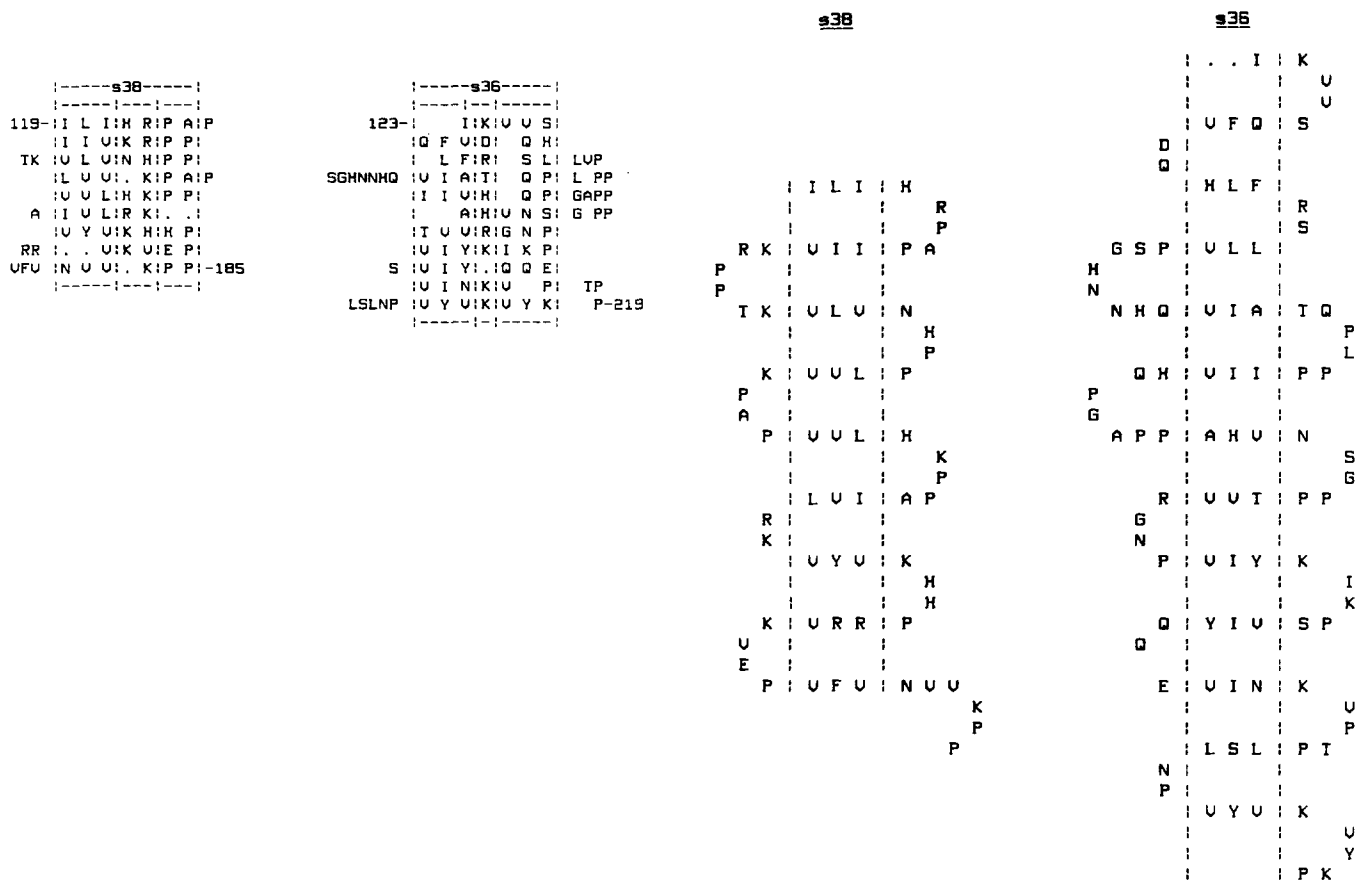 |-----s38-----|
119-|I L I|H R|P A|P
|I I V|K R|P P|
TK |V L V|N H|P P|
|L V V|. K|P A|P
|V V L|H K|P P|
A |I V L|R K|. .|
|V Y V|K H|H P|
RR |. . V|K V|E P|
VFV |N V V|. K|P P|-185
|-----s36-----|
123-| I|K|V V S|
|Q F V|D| Q H|
| L F|R| S L| LVP
SGHNNHQ |V I A|T| Q P| L PP
|I I V|H| Q P| GAPP
| A|H|V N S| G PP
|T V V|R|G N P|
|V I Y|K|I K P|
S |V I Y|.|Q Q E|
|V I N|K|V P| TP
LSLNP |V Y V|K|V Y K| P-219
s38
I L I | H
R
P
R K | V I I | P A
P
P
T K | V L V | N
H
P
K | V V L | P
P
A
P | V V L | H
K
P
| L V I | A P
R
K
| V Y V | K
H
H
K | V R R | P
V
E
P | V F V | N V V
K
P
P
s36
| . . I | K
V
V
| V F Q | S
D
Q
| H L F |
R
S
G S P | V L L |
H
N
N H Q | V I A | T Q
P
L
Q H | V I I | P P
P
G
A P P | A H V | N
S
G
R | V V T | P P
G
N
P | V I Y | K
I
K
Q | Y I V | S P
Q
E | V I N | K
V
P
| L S L | P T
N
P
| V Y V | K
V
Y
| | P K